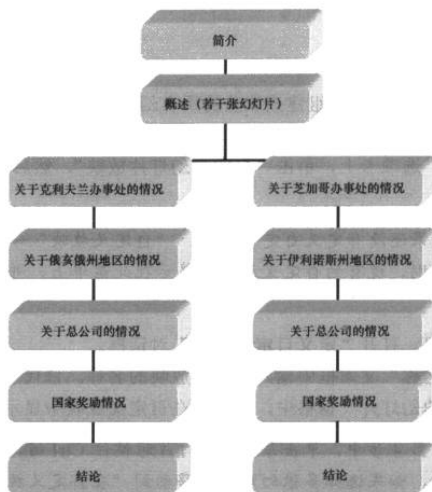 简介
概述（若干张幻灯片）
关于克利夫兰办事处的情况
关于芝加哥办事处的情况
关于俄亥俄州地区的情况
关于伊利诺斯州地区的情况
关于总公司的情况
关于总公司的情况
国家奖励情况
国家奖励情况
结论
结论